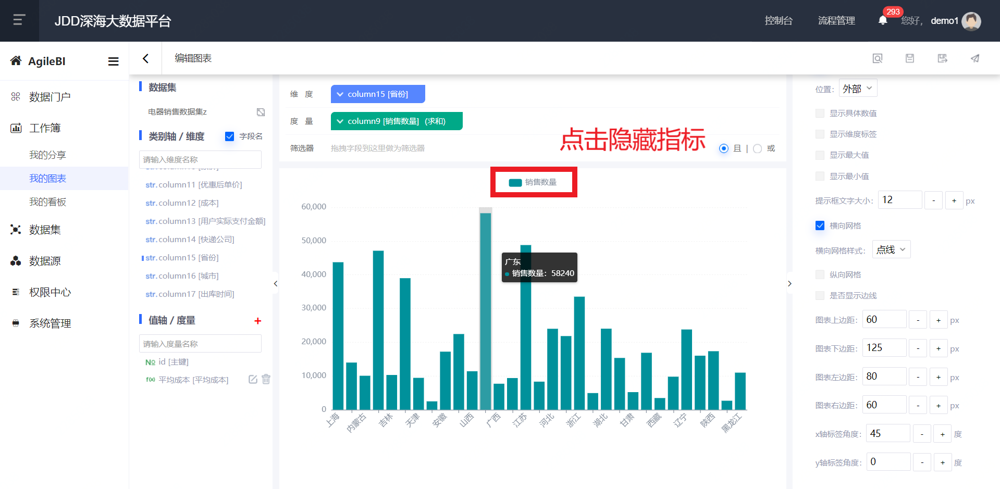 JDD深海大数据平台
控制台
流程管理
293
您好，
demo1
AgileBI
数据门户
工作簿
我的分享
我的图表
我的看板
数据集
数据源
权限中心
系统管理
编辑图表
数据集
电器销售数据集z
类别轴 / 维度
字段名
请输入维度名称
str.column11 [优惠后单价]
str.column12 [成本]
str.column13 [用户实际支付金额]
str.column14 [快递公司]
str.column15 [省份]
str.column16 [城市]
str.column17 [出库时间]
值轴 / 度量
+
请输入度量名称
№ id [主键]
f(x) 平均成本 [平均成本]
维 度
column15 [省份]
度 量
column9 [销售数量] (求和)
筛选器
拖拽字段到这里做为筛选器
点击隐藏指标
且 | 或
销售数量
60,000
50,000
40,000
30,000
20,000
10,000
0
广东
销售数量：58240
上海
内蒙古
吉林
天津
安徽
山西
广西
江苏
河北
浙江
湖北
甘肃
西藏
辽宁
陕西
黑龙江
位置： 外部
显示具体数值
显示维度标签
显示最大值
显示最小值
提示框文字大小： 12 - + px
横向网格
横向网格样式： 点线
纵向网格
是否显示边线
图表上边距： 60 - + px
图表下边距： 125 - + px
图表左边距： 80 - + px
图表右边距： 60 - + px
x轴标签角度： 45 - + 度
y轴标签角度： 0 - + 度